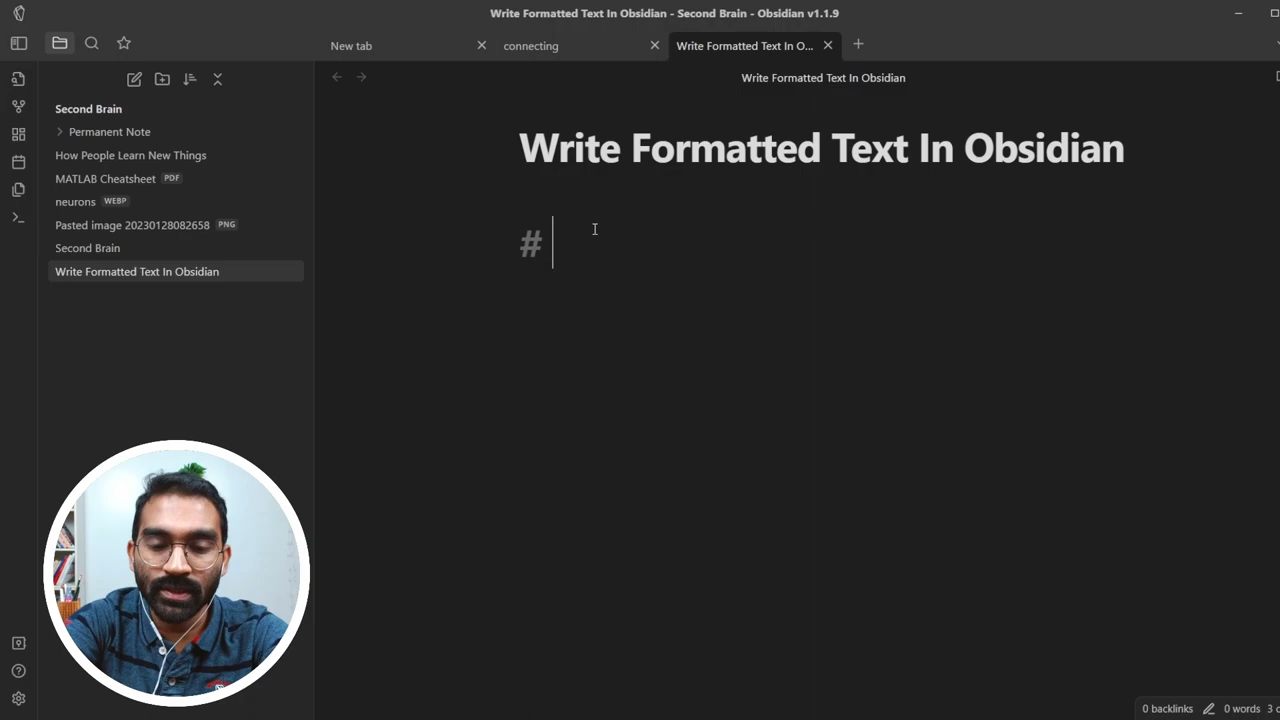 Write Formatted Text In Obsidian - Second Brain - Obsidian v1.1.9
New tab
connecting
Write Formatted Text In O...
Write Formatted Text In Obsidian
Second Brain
Permanent Note
How People Learn New Things
MATLAB Cheatsheet PDF
neurons WEBP
Pasted image 20230128082658 PNG
Second Brain
Write Formatted Text In Obsidian
Write Formatted Text In Obsidian
#
0 backlinks 0 words 3 c